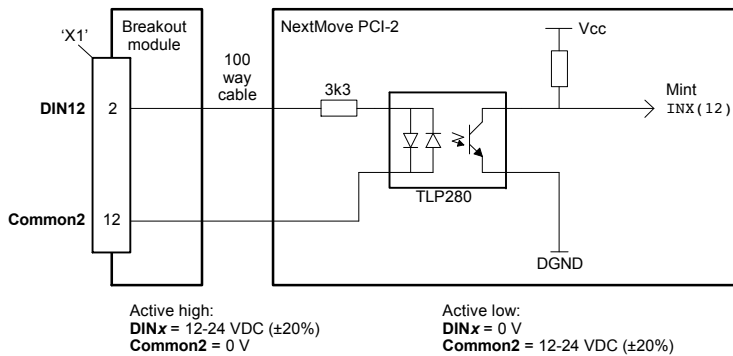 Breakout
module
NextMove PCI-2
‘X1’
Vcc
100
way
cable
3k3
Mint
DIN12
2
INX(12)
TLP280
Common2
12
DGND
Active high:
DINx = 12-24 VDC (±20%)
Common2 = 0 V
Active low:
DINx = 0 V
Common2 = 12-24 VDC (±20%)